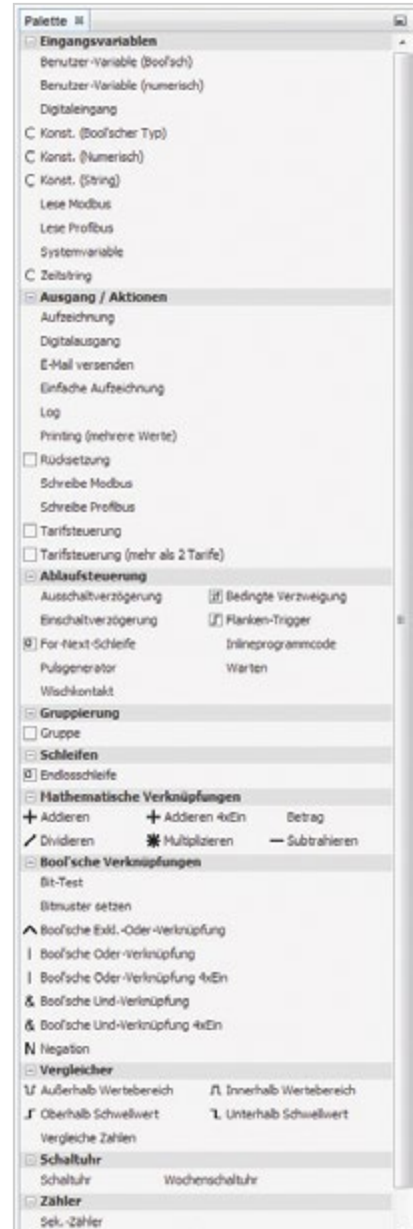 Palette
Eingangsvariablen
Benutzer-Variable (Bool'sch)
Benutzer-Variable (numerisch)
Digitaleingang
C Konst. (Bool'scher Typ)
C Konst. (Numerisch)
C Konst. (String)
Lese Modbus
Lese Profibus
Systemvariable
C Zeitstring
Ausgang / Aktionen
Aufzeichnung
Digitalausgang
E-Mail versenden
Einfache Aufzeichnung
Log
Printing (mehrere Werte)
Rücksetzung
Schreibe Modbus
Schreibe Profibus
Tarifsteuerung
Tarifsteuerung (mehr als 2 Tarife)
Ablaufsteuerung
Ausschaltverzögerung if Bedingte Verzweigung
Einschaltverzögerung Flanken-Trigger
For-Next-Schleife Inlineprogrammcode
Pulsgenerator Warten
Wischkontakt
Gruppierung
Gruppe
Schleifen
Endlosschleife
Mathematische Verknüpfungen
Addieren Addieren 4xEin Betrag
Dividieren Multiplizieren Subtrahieren
Bool'sche Verknüpfungen
Bit-Test
Bitmuster setzen
Bool'sche Exkl.-Oder-Verknüpfung
| Bool'sche Oder-Verknüpfung
| Bool'sche Oder-Verknüpfung 4xEin
& Bool'sche Und-Verknüpfung
& Bool'sche Und-Verknüpfung 4xEin
N Negation
Vergleicher
Außerhalb Wertebereich Innerhalb Wertebereich
Oberhalb Schwellwert Unterhalb Schwellwert
Vergleiche Zahlen
Schaltuhr
Schaltuhr Wochenschaltuhr
Zähler
Sek.-Zähler